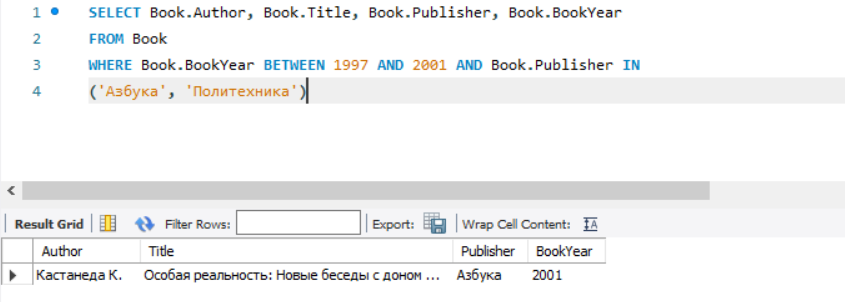 1 SELECT Book.Author, Book.Title, Book.Publisher, Book.BookYear
2 FROM Book
3 WHERE Book.BookYear BETWEEN 1997 AND 2001 AND Book.Publisher IN
4 ('Азбука', 'Политехника')
Result Grid Filter Rows: Export: Wrap Cell Content:
Author Title Publisher BookYear
Кастанеда К. Особая реальность: Новые беседы с доном ... Азбука 2001